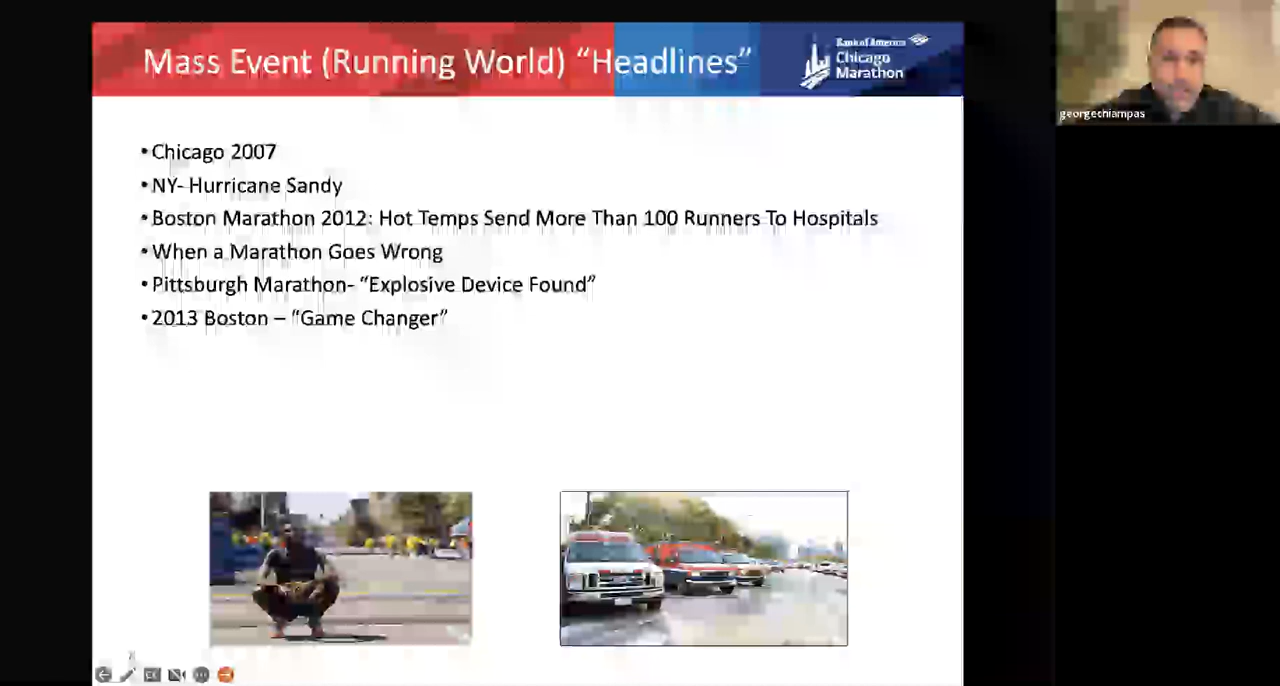 Mass Event (Running World) “Headlines”
Bank of America
Chicago
Marathon
georgechiampas
•Chicago 2007
•NY- Hurricane Sandy
•Boston Marathon 2012: Hot Temps Send More Than 100 Runners To Hospitals
•When a Marathon Goes Wrong
•Pittsburgh Marathon- “Explosive Device Found”
•2013 Boston – “Game Changer”